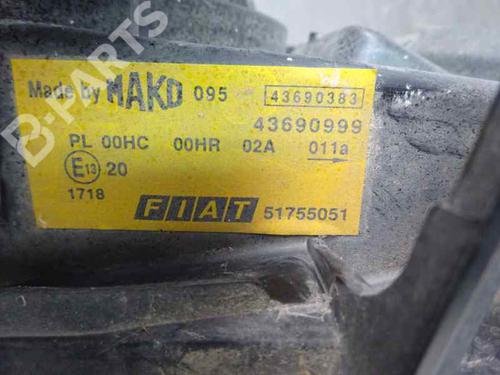 B-PARTS
Made by MAKO 095 43690383
43690999
PL 00HC 00HR 02A 011a
E13 20
1718
FIAT 51755051